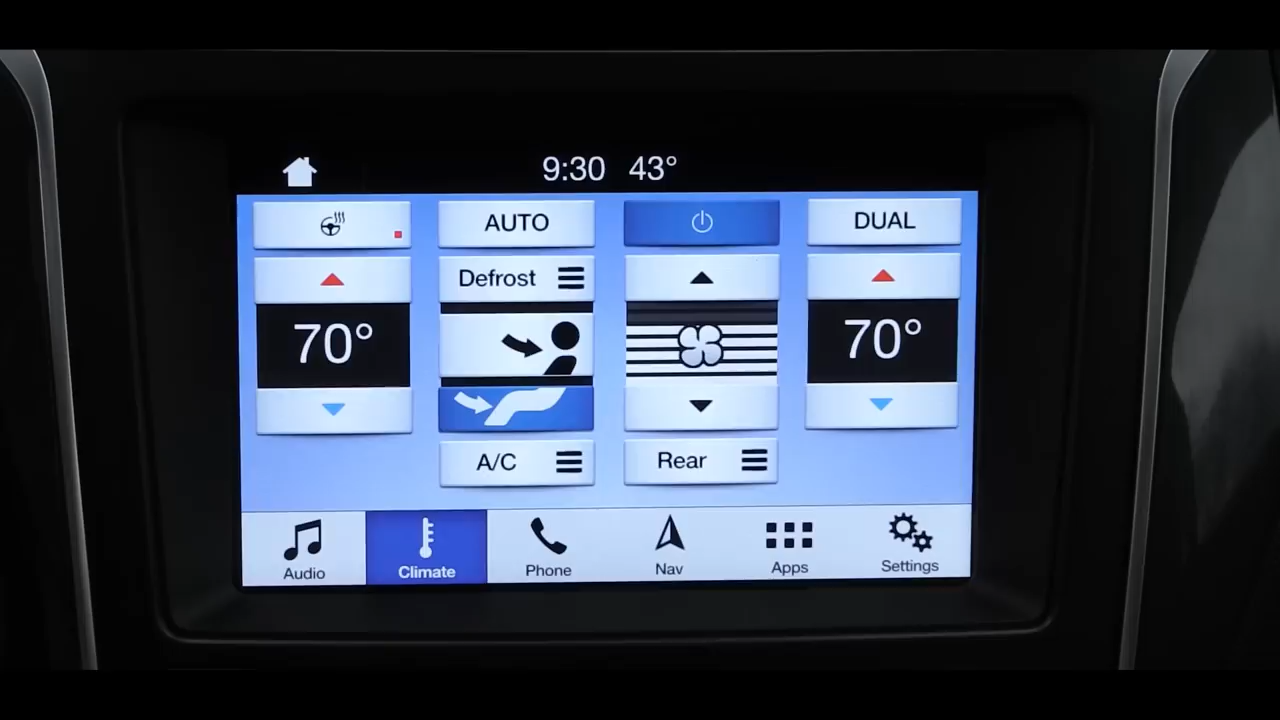 9:30 43°
AUTO
DUAL
Defrost
70°
70°
A/C
Rear
Audio
Climate
Phone
Nav
Apps
Settings